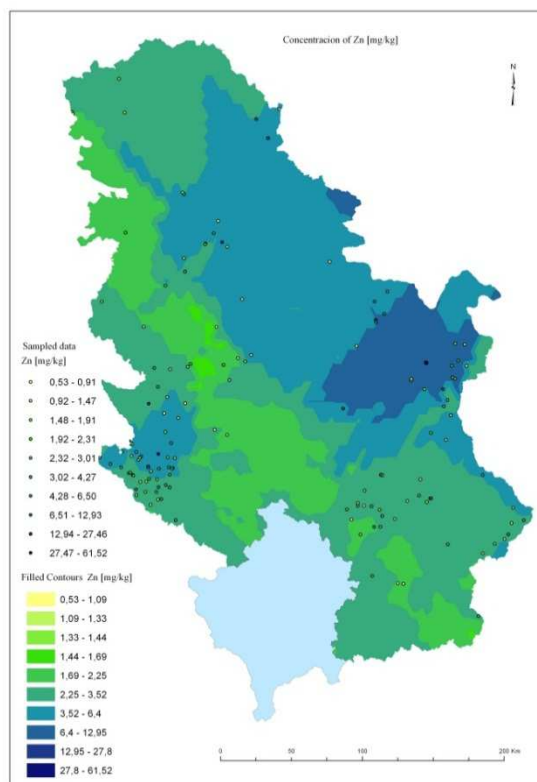 Concentracion of Zn [mg/kg]
N
Sampled data
Zn [mg/kg]
0,53 - 0,91
0,92 - 1,47
1,48 - 1,91
1,92 - 2,31
2,32 - 3,01
3,02 - 4,27
4,28 - 6,50
6,51 - 12,93
12,94 - 27,46
27,47 - 61,52
Filled Contours Zn [mg/kg]
0,53 - 1,09
1,09 - 1,33
1,33 - 1,44
1,44 - 1,69
1,69 - 2,25
2,25 - 3,52
3,52 - 6,4
6,4 - 12,95
12,95 - 27,8
27,8 - 61,52
0 50 100 150 200 Km